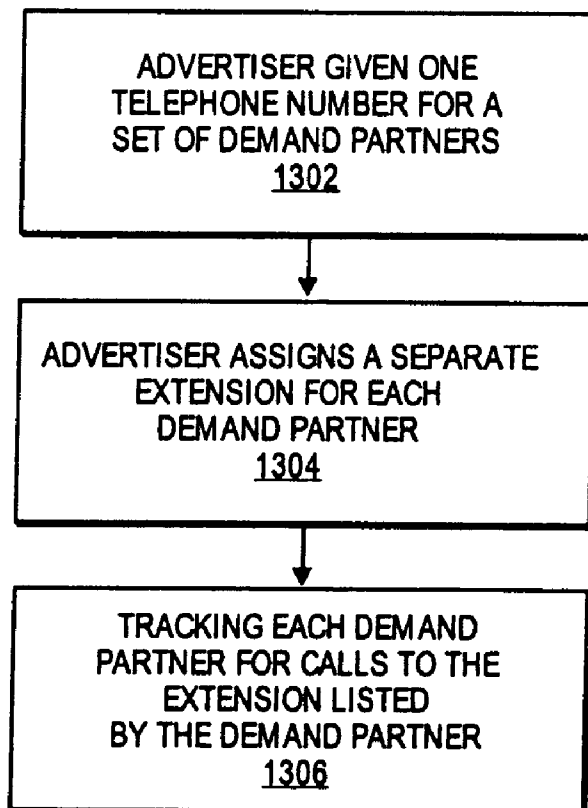 ADVERTISER GIVEN ONE
TELEPHONE NUMBER FOR A
SET OF DEMAND PARTNERS
1302
ADVERTISER ASSIGNS A SEPARATE
EXTENSION FOR EACH
DEMAND PARTNER
1304
TRACKING EACH DEMAND
PARTNER FOR CALLS TO THE
EXTENSION LISTED
BY THE DEMAND PARTNER
1306